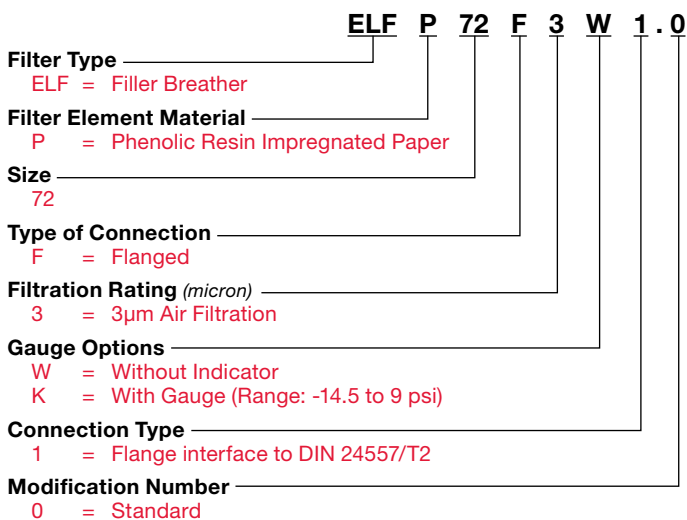 ELF P 72 F 3 W 1 . 0
Filter Type
ELF = Filler Breather
Filter Element Material
P = Phenolic Resin Impregnated Paper
Size
72
Type of Connection
F = Flanged
Filtration Rating (micron)
3 = 3µm Air Filtration
Gauge Options
W = Without Indicator
K = With Gauge (Range: -14.5 to 9 psi)
Connection Type
1 = Flange interface to DIN 24557/T2
Modification Number
0 = Standard